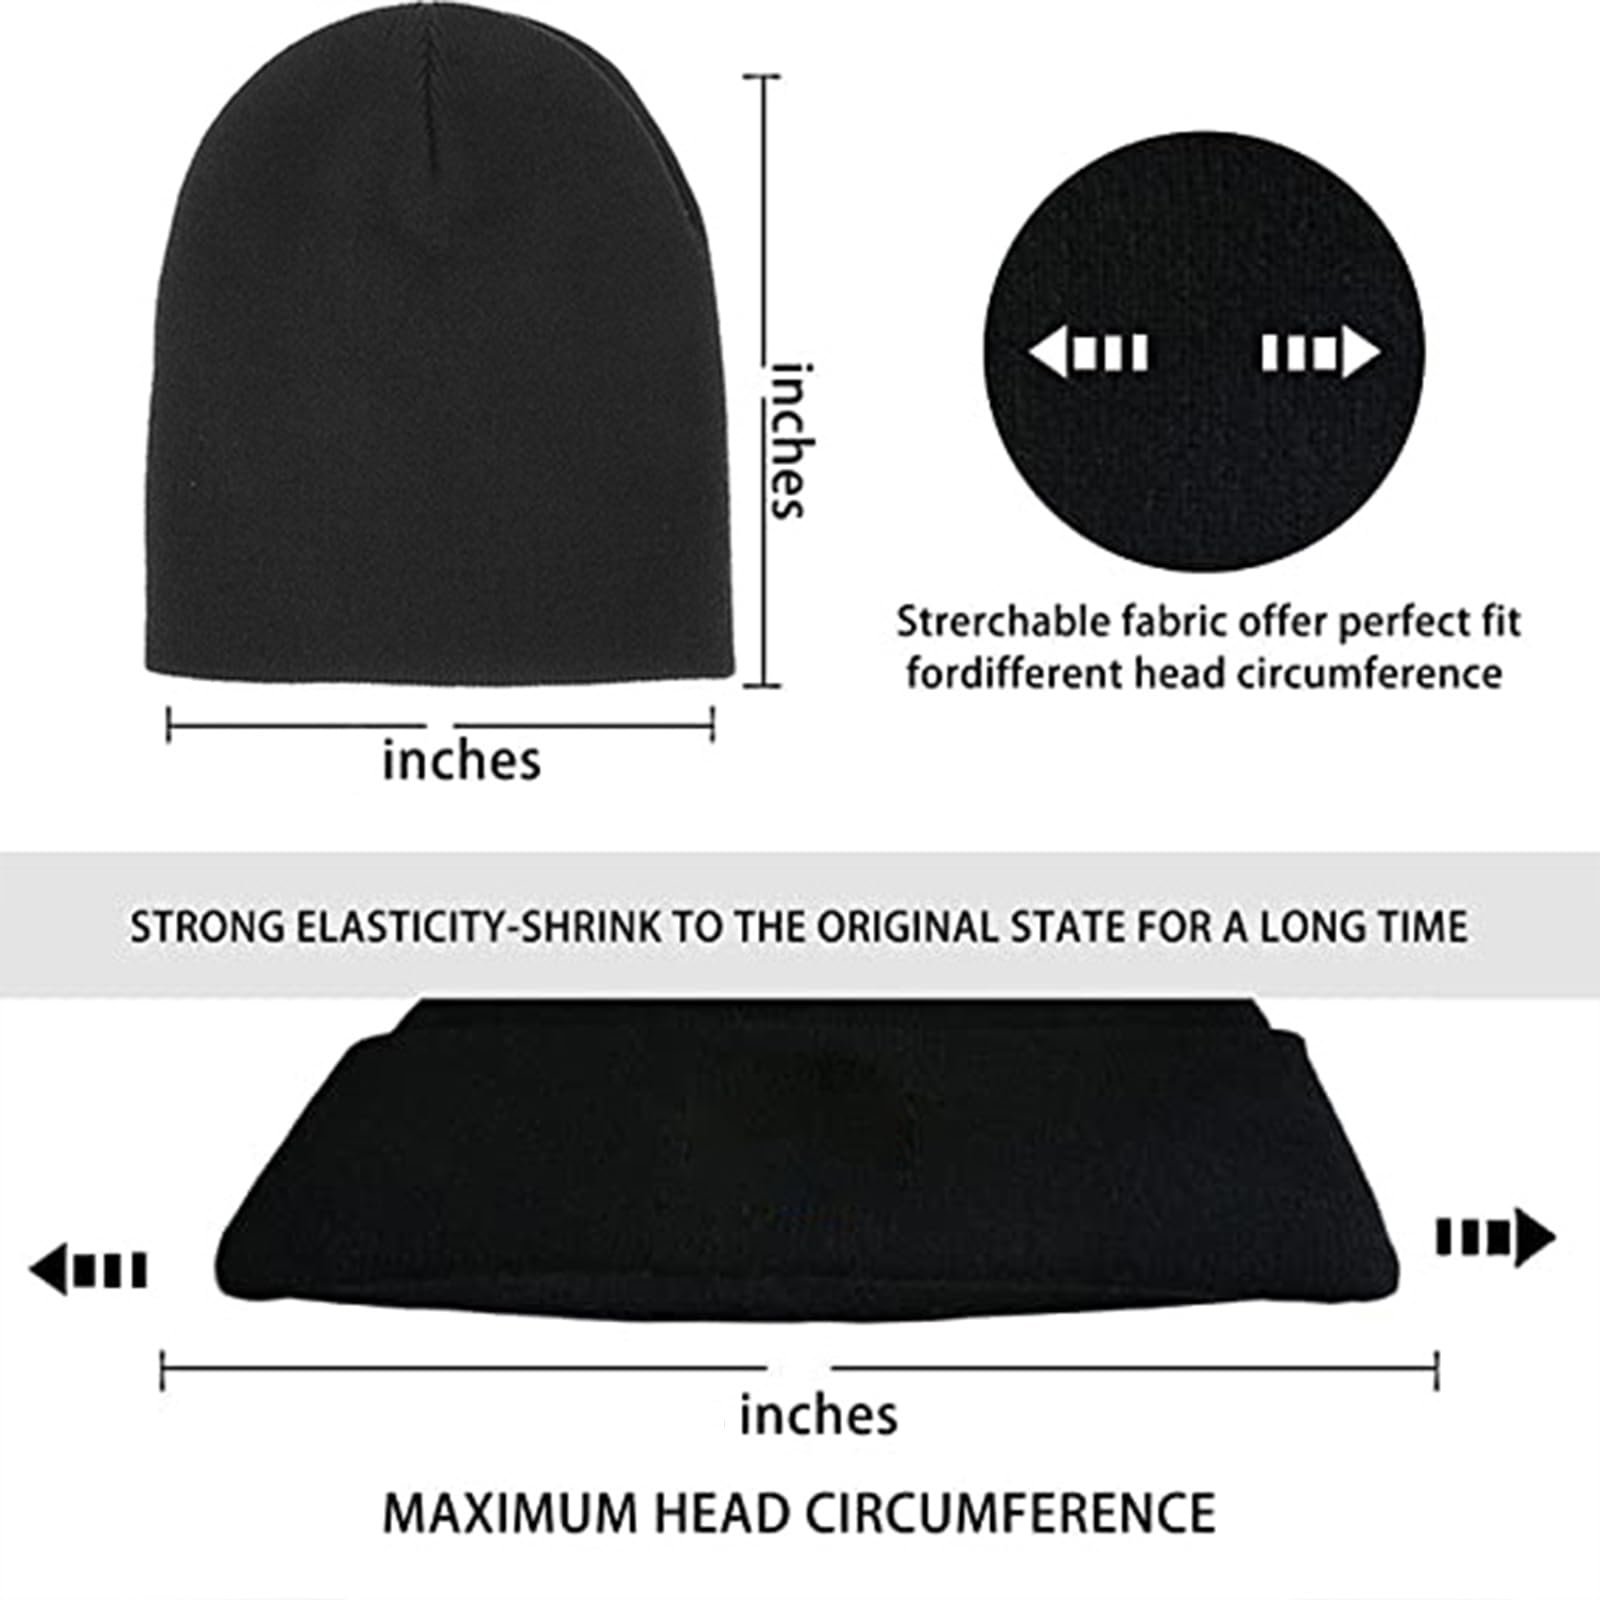 inches
inches
Strerchable fabric offer perfect fit
fordifferent head circumference
STRONG ELASTICITY-SHRINK TO THE ORIGINAL STATE FOR A LONG TIME
inches
MAXIMUM HEAD CIRCUMFERENCE